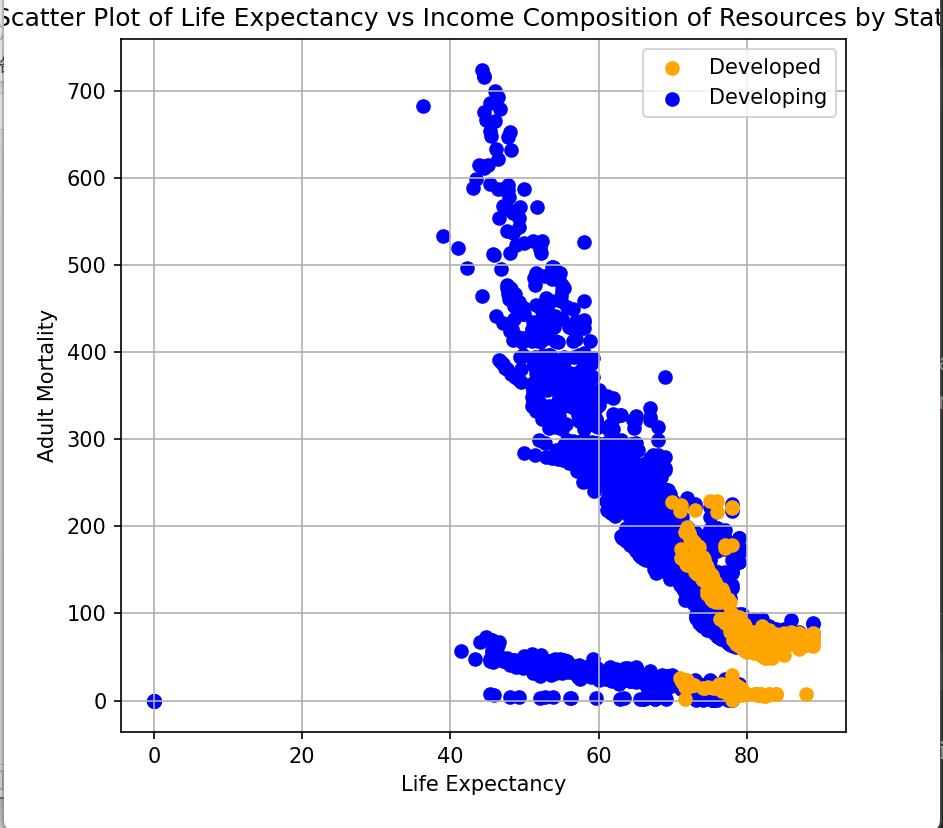 Scatter Plot of Life Expectancy vs Income Composition of Resources by Stat
Developed
Developing
700
600
500
400
300
200
100
0
Adult Mortality
0 20 40 60 80
Life Expectancy